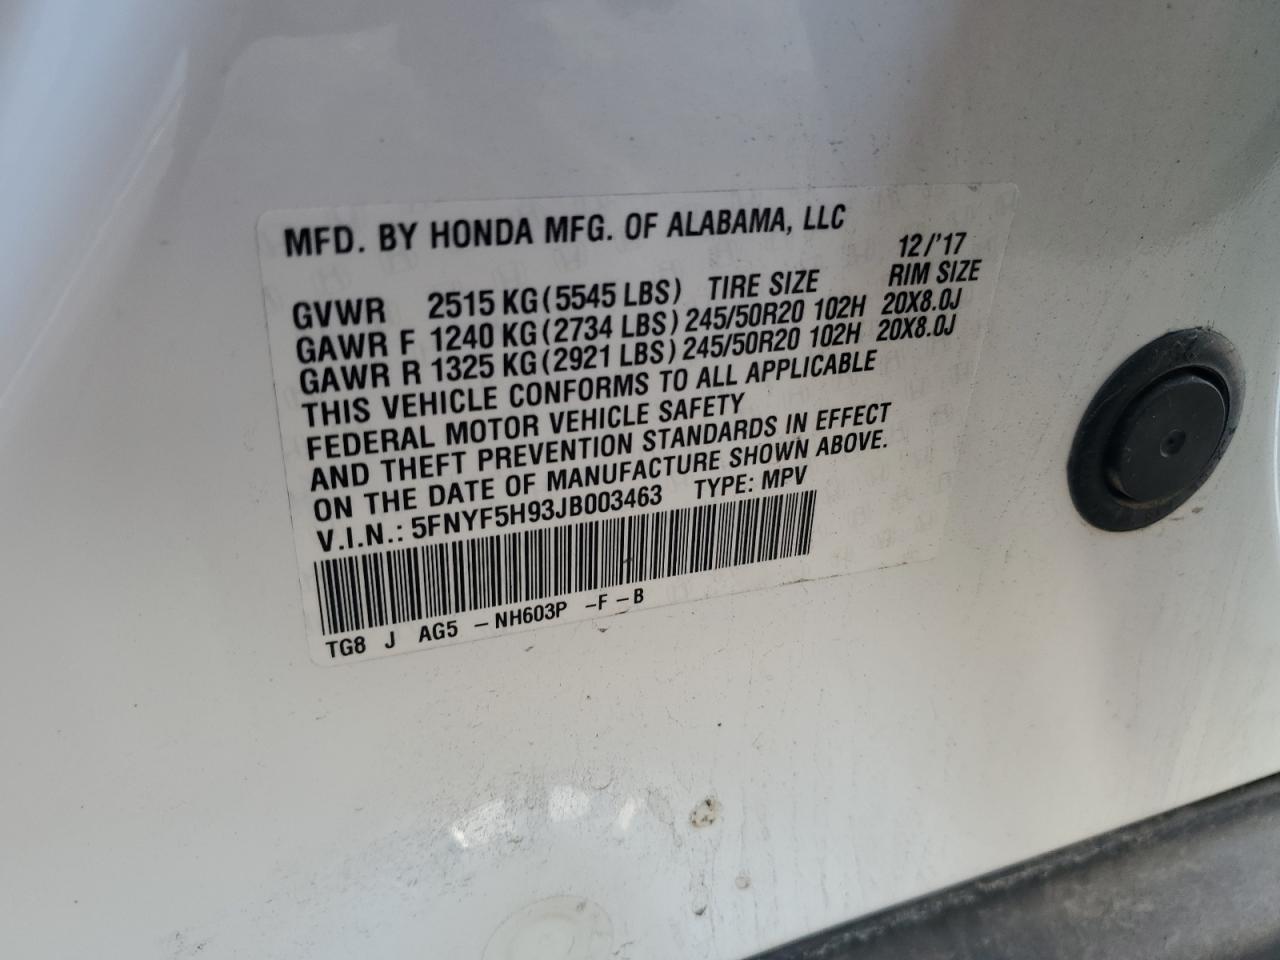 MFD. BY HONDA MFG. OF ALABAMA, LLC
12/'17
GVWR 2515 KG(5545 LBS) TIRE SIZE RIM SIZE
GAWR F 1240 KG(2734 LBS) 245/50R20 102H 20X8.0J
GAWR R 1325 KG(2921 LBS) 245/50R20 102H 20X8.0J
THIS VEHICLE CONFORMS TO ALL APPLICABLE
FEDERAL MOTOR VEHICLE SAFETY
AND THEFT PREVENTION STANDARDS IN EFFECT
ON THE DATE OF MANUFACTURE SHOWN ABOVE.
V.I.N.: 5FNYF5H93JB003463 TYPE: MPV
TG8 J AG5 -NH603P -F-B